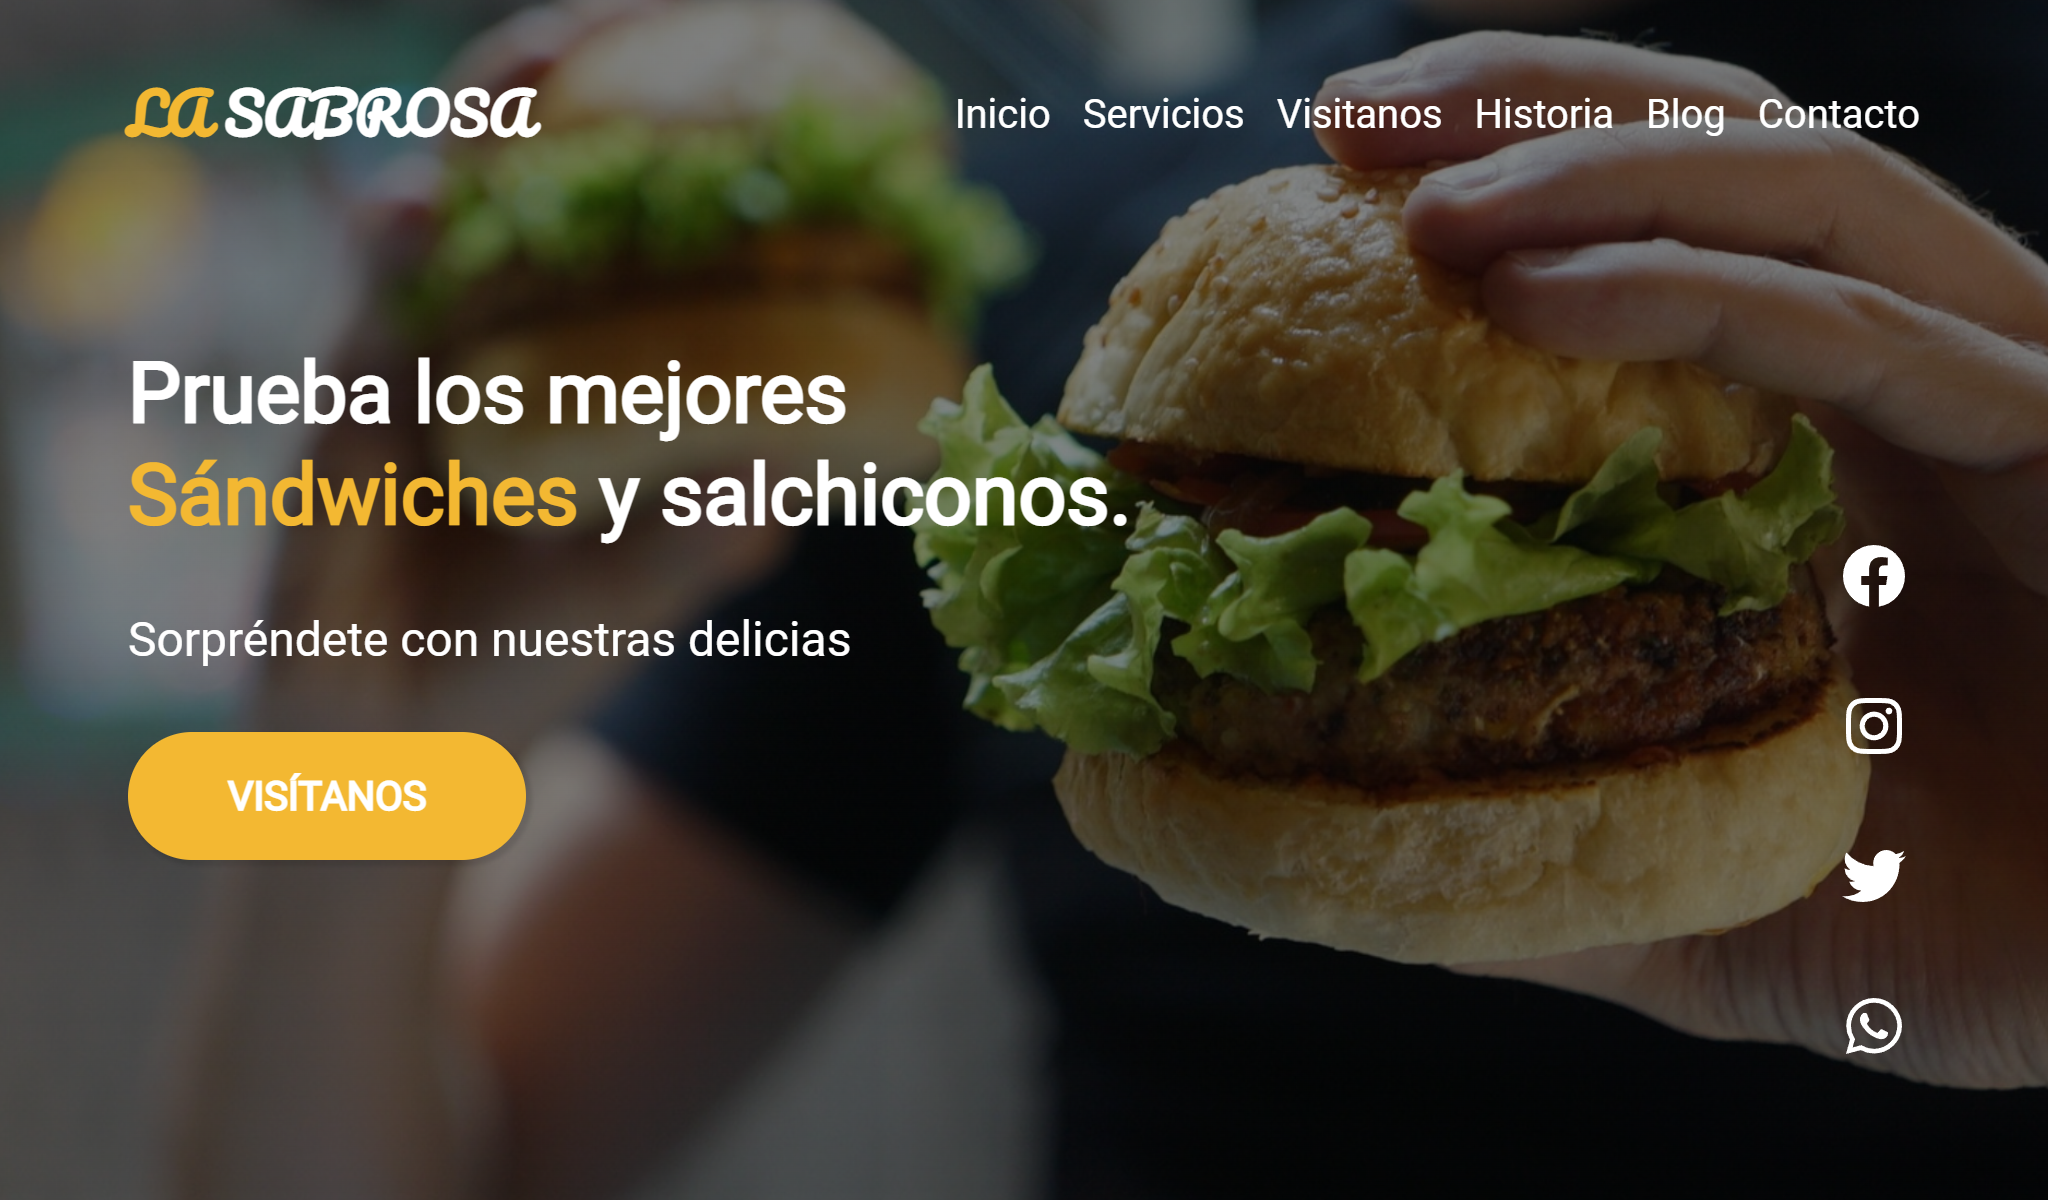 LA SABROSA
Inicio Servicios Visitanos Historia Blog Contacto
Prueba los mejores
Sándwiches y salchiconos.
Sorpréndete con nuestras delicias
VISÍTANOS